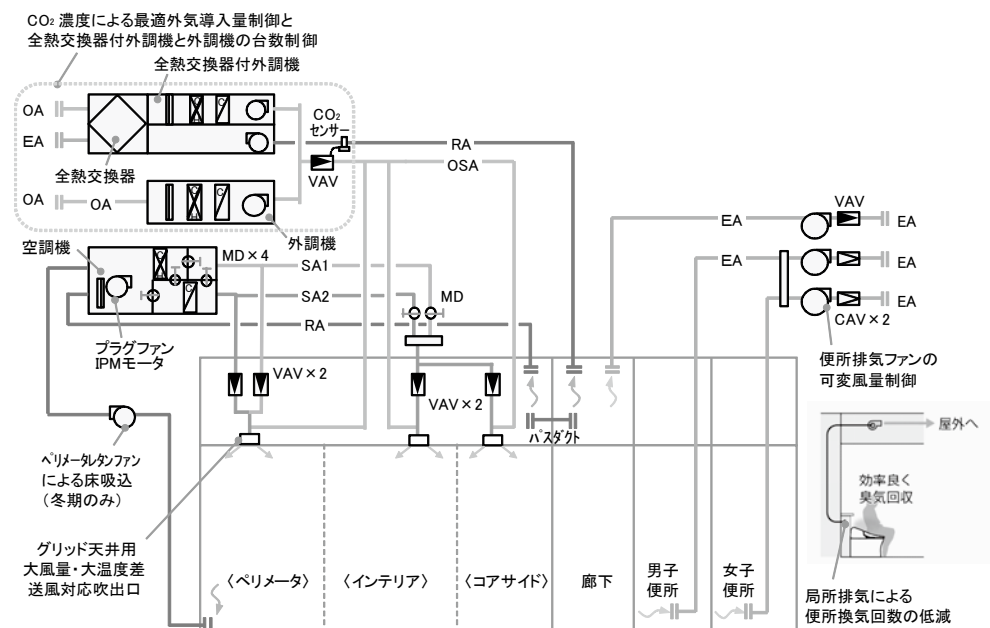 CO₂ 濃度による最適外気導入量制御と
全熱交換器付外調機と外調機の台数制御
全熱交換器付外調機
OA
EA
CO₂
センサー
RA
OSA
全熱交換器
VAV
OA
OA
外調機
空調機
MD×4
SA1
SA2
MD
RA
プラグファン
IPMモータ
VAV×2
VAV×2
パスダクト
ペリメータレタンファン
による床吸込
(冬期のみ)
グリッド天井用
大風量・大温度差
送風対応吹出口
〈ペリメータ〉
〈インテリア〉
〈コアサイド〉
廊下
男子
便所
女子
便所
EA
VAV
EA
EA
EA
EA
CAV×2
便所排気ファンの
可変風量制御
屋外へ
効率良く
臭気回収
局所排気による
便所換気回数の低減
C
C
C